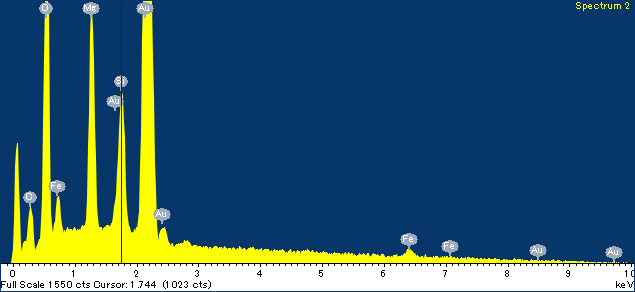 Spectrum 2
O Mg Au
Si
Au
Fe
O
Au
Fe
Fe
Au
Au
0 1 2 3 4 5 6 7 8 9 10
Full Scale 1550 cts Cursor: 1.744 (1023 cts) keV